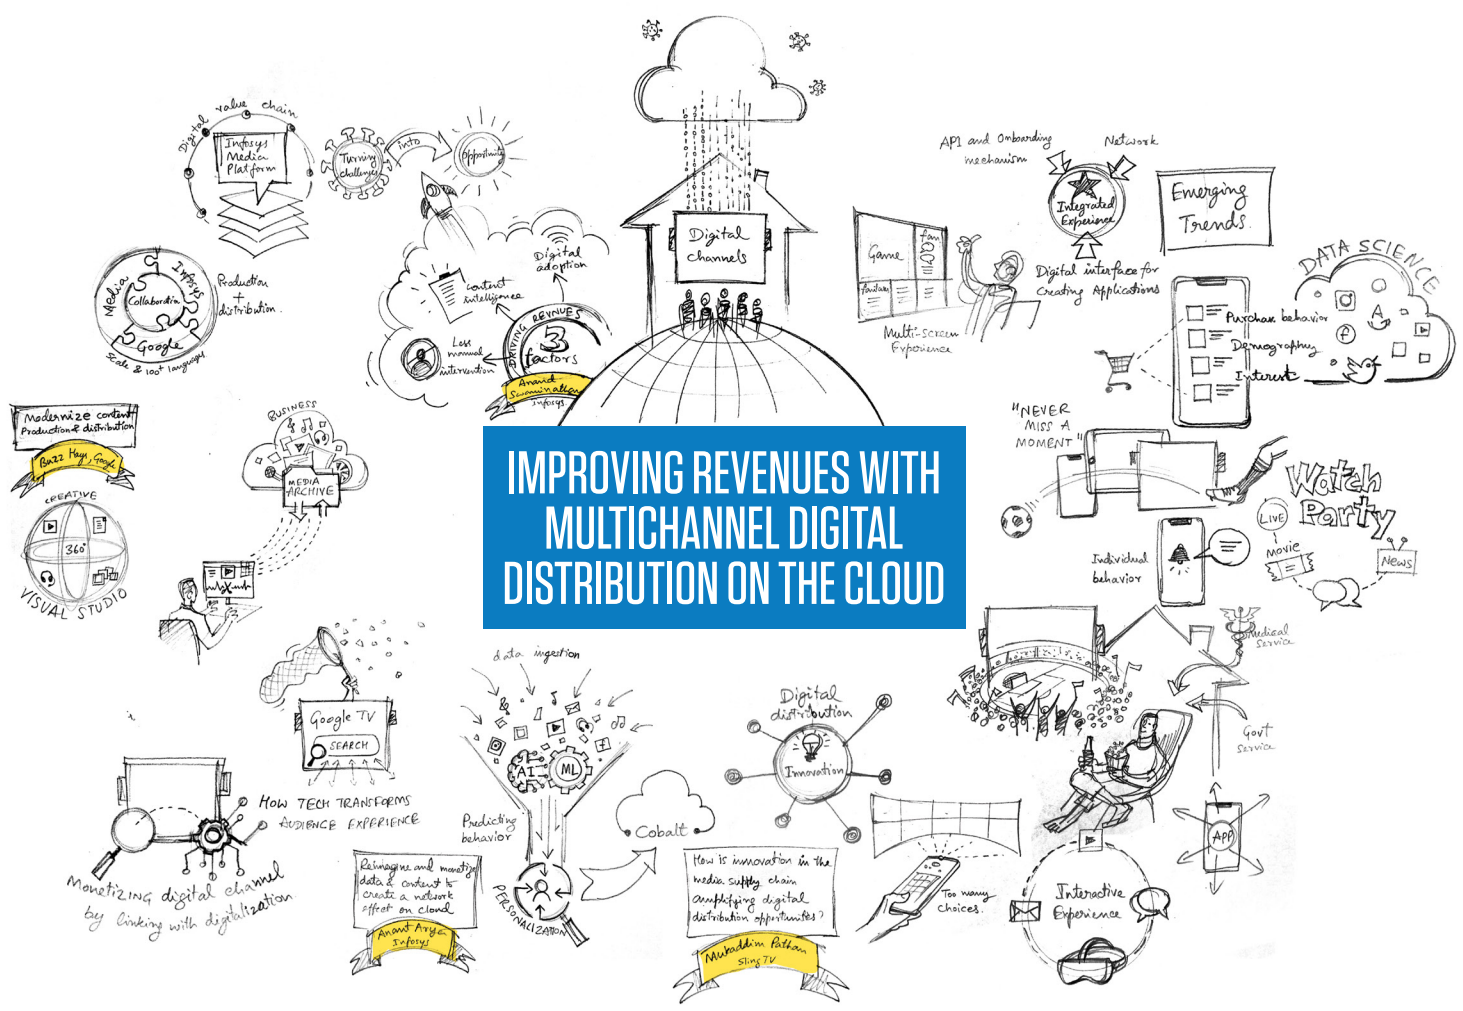 Digital value chain
Infosys
Media
Platform
Turning
challenges
into
opportunity
Digital
channels
API and Onboarding
mechanism
Network
Integrated
Experience
Digital interface for
Creating Applications
Emerging
Trends.
Game
fan
Multi-screen
Experience
DATA SCIENCE
Purchase behavior
Demography
Interest
Media
Infosys
Google
Collaboration
Scale & 100+ languages
Production
+
distribution.
Digital
adoption
Content
intelligence
Less
manual
intervention
DRIVING REVNUES
3
factors
Anand
Swaminathan
Infosys
Modernize content
Production & distribution
Buzz Hays, Google
CREATIVE
360°
VISUAL STUDIO
BUSINESS
MEDIA
ARCHIVE
IMPROVING REVENUES WITH
MULTICHANNEL DIGITAL
DISTRIBUTION ON THE CLOUD
"NEVER
MISS A
MOMENT"
Watch
Party
LIVE
movie
News
Individual
behavior
Medical
service
Govt
service
APP
Google TV
SEARCH
HOW TECH TRANSFORMS
AUDIENCE EXPERIENCE
Monetizing digital channel
by linking with digitalization.
data ingestion
AI
ML
Predicting
behavior
PERSONALIZATION
Reimagine and monetize
data & content to
create a network
effect on cloud
Anant Arya
Infosys
Cobalt
Digital
distribution
Innovation
How is innovation in the
media supply chain
amplifying digital
distribution opportunities?
Mukaddim Pathan
Sling TV
Too many
choices.
Interactive
Experience